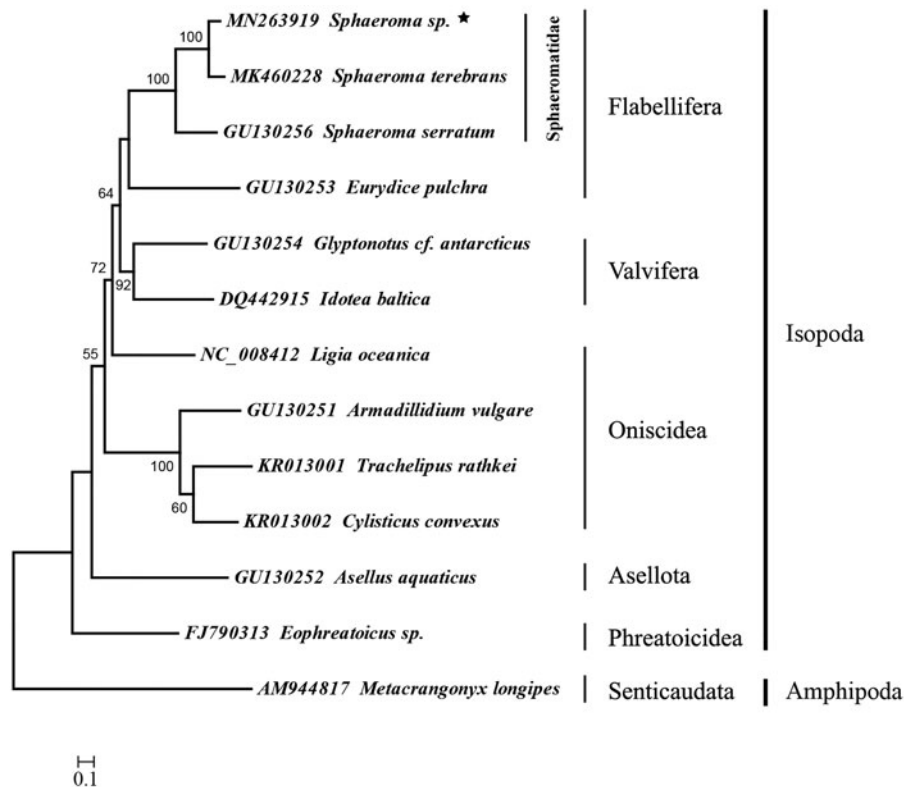 MN263919 Sphaeroma sp. ★
100
MK460228 Sphaeroma terebrans
100
GU130256 Sphaeroma serratum
Sphaeromatidae
Flabellifera
GU130253 Eurydice pulchra
64
GU130254 Glyptonotus cf. antarcticus
Valvifera
72
92
DQ442915 Idotea baltica
Isopoda
55
NC_008412 Ligia oceanica
GU130251 Armadillidium vulgare
Oniscidea
100
KR013001 Trachelipus rathkei
60
KR013002 Cylisticus convexus
GU130252 Asellus aquaticus
Asellota
FJ790313 Eophreatoicus sp.
Phreatoicidea
AM944817 Metacrangonyx longipes
Senticaudata
Amphipoda
0.1